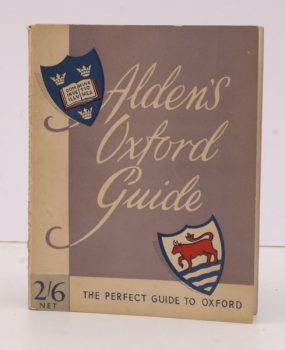 Alden's
Oxford
Guide
2/6
NET
THE PERFECT GUIDE TO OXFORD